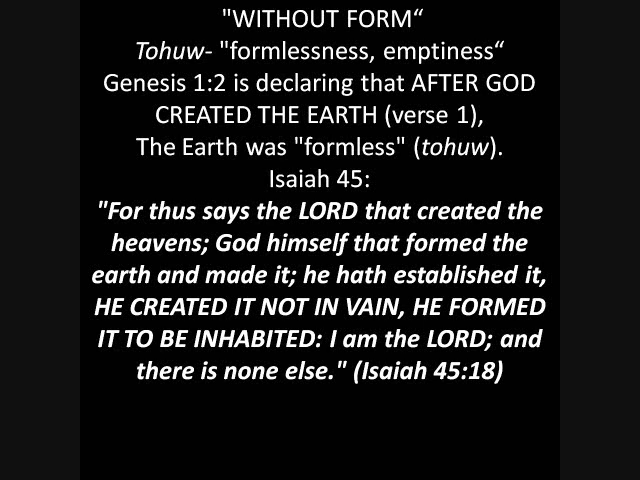 "WITHOUT FORM“
Tohuw- "formlessness, emptiness“
Genesis 1:2 is declaring that AFTER GOD
CREATED THE EARTH (verse 1),
The Earth was "formless" (tohuw).
Isaiah 45:
"For thus says the LORD that created the
heavens; God himself that formed the
earth and made it; he hath established it,
HE CREATED IT NOT IN VAIN, HE FORMED
IT TO BE INHABITED: I am the LORD; and
there is none else." (Isaiah 45:18)